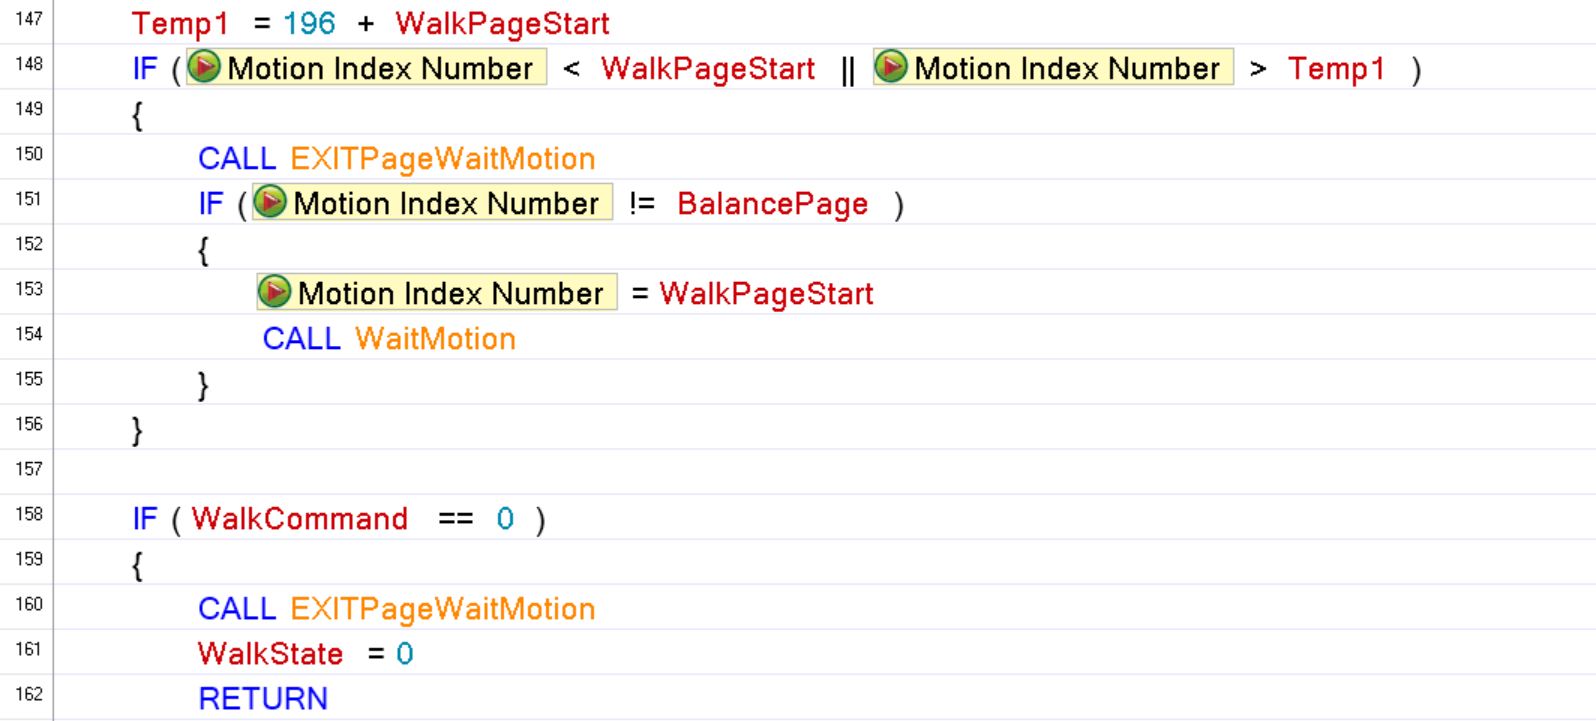 147 Temp1 = 196 + WalkPageStart
148 IF ( Motion Index Number < WalkPageStart || Motion Index Number > Temp1 )
149 {
150 CALL EXITPageWaitMotion
151 IF ( Motion Index Number != BalancePage )
152 {
153 Motion Index Number = WalkPageStart
154 CALL WaitMotion
155 }
156 }
157
158 IF ( WalkCommand == 0 )
159 {
160 CALL EXITPageWaitMotion
161 WalkState = 0
162 RETURN